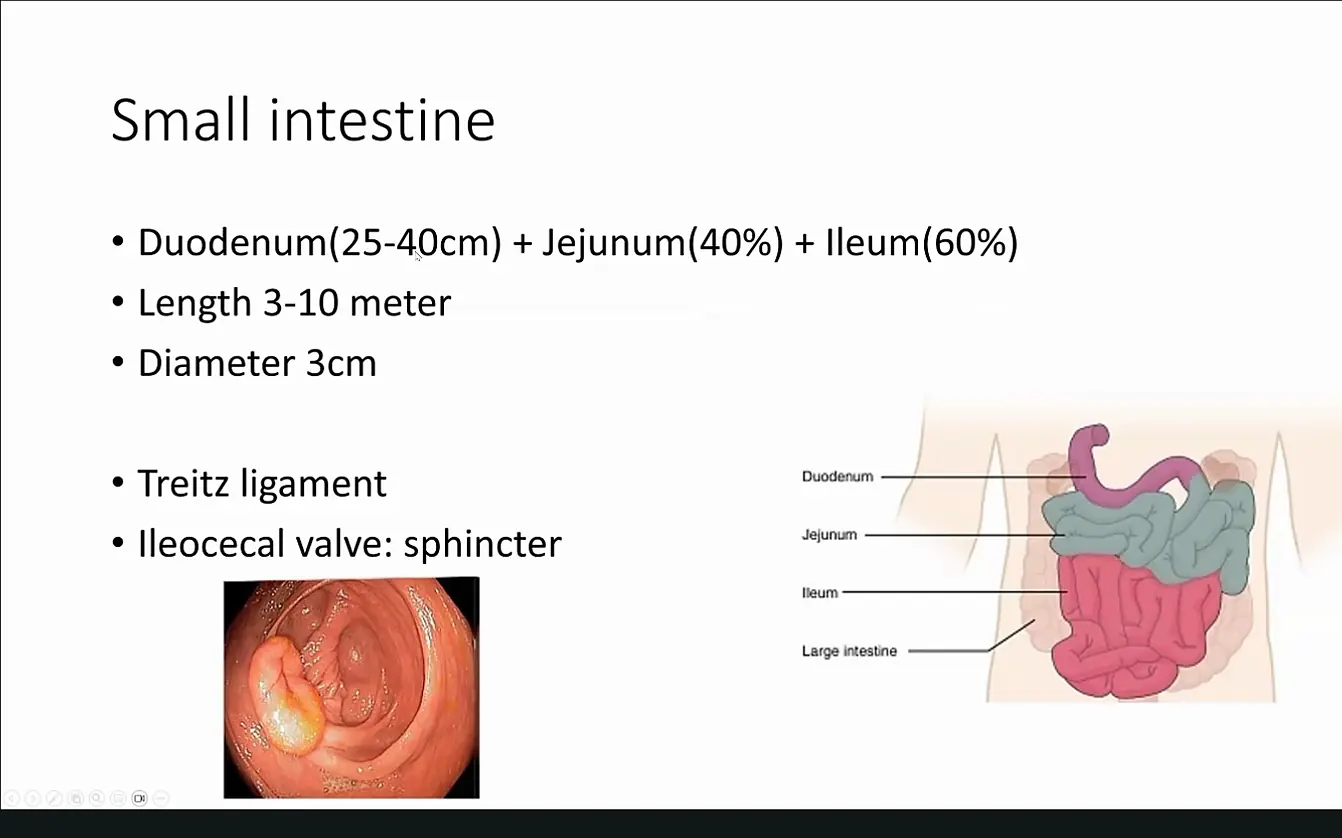 Small intestine
• Duodenum(25-40cm) + Jejunum(40%) + Ileum(60%)
• Length 3-10 meter
• Diameter 3cm
• Treitz ligament
• Ileocecal valve: sphincter
Duodenum
Jejunum
Ileum
Large intestine